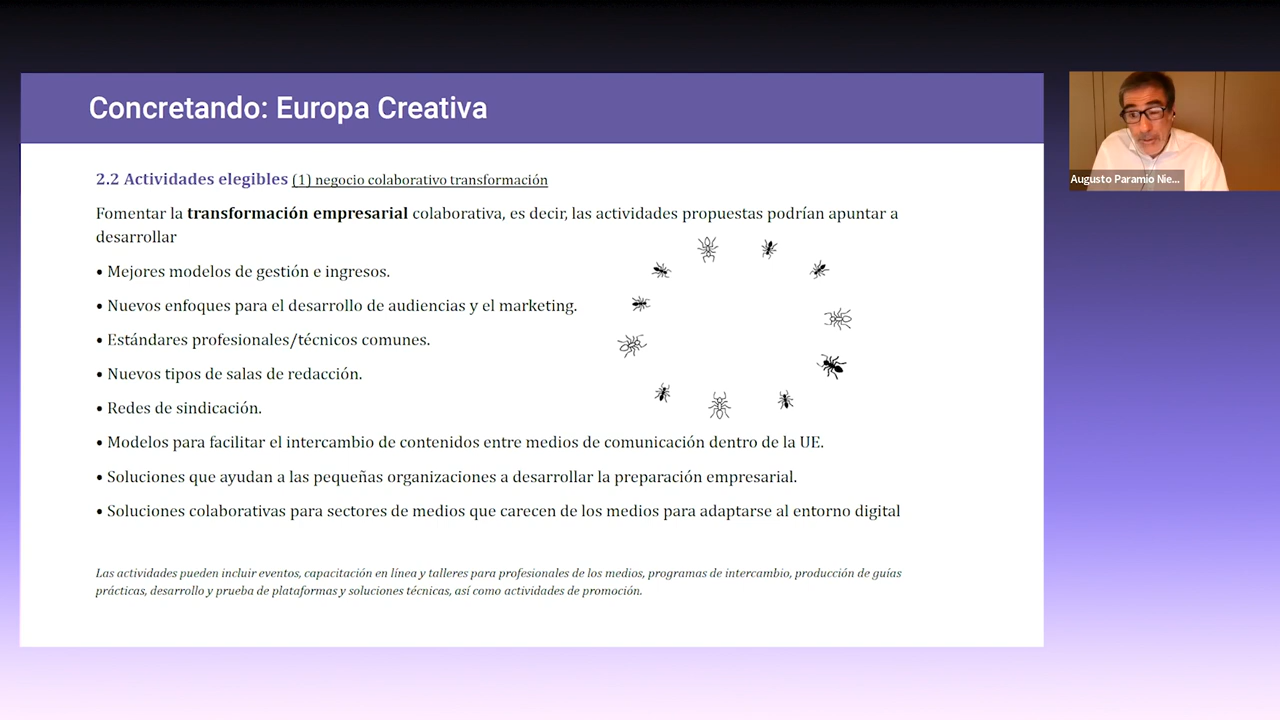 Concretando: Europa Creativa
2.2 Actividades elegibles (1) negocio colaborativo transformación
Fomentar la transformación empresarial colaborativa, es decir, las actividades propuestas podrían apuntar a
desarrollar
• Mejores modelos de gestión e ingresos.
• Nuevos enfoques para el desarrollo de audiencias y el marketing.
• Estándares profesionales/técnicos comunes.
• Nuevos tipos de salas de redacción.
• Redes de sindicación.
• Modelos para facilitar el intercambio de contenidos entre medios de comunicación dentro de la UE.
• Soluciones que ayudan a las pequeñas organizaciones a desarrollar la preparación empresarial.
• Soluciones colaborativas para sectores de medios que carecen de los medios para adaptarse al entorno digital
Las actividades pueden incluir eventos, capacitación en línea y talleres para profesionales de los medios, programas de intercambio, producción de guías
prácticas, desarrollo y prueba de plataformas y soluciones técnicas, así como actividades de promoción.
Augusto Paramio Nie...